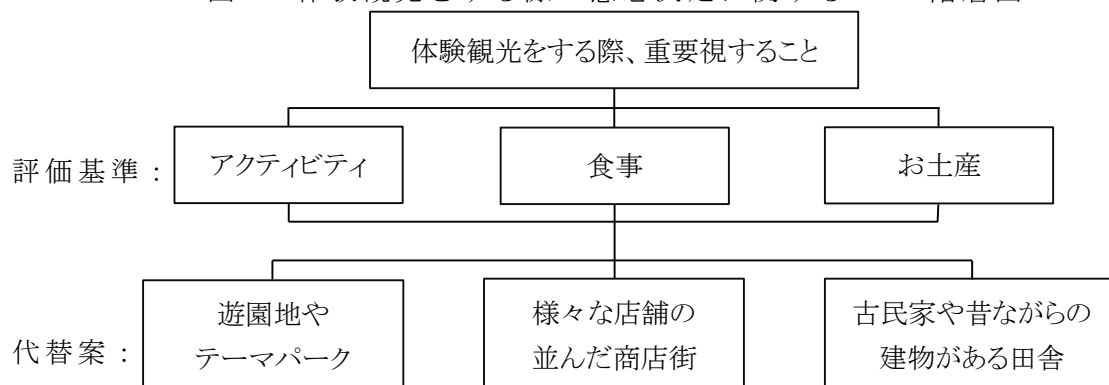 体験観光をする際、重要視すること
評価基準：
アクティビティ
食事
お土産
代替案：
遊園地や
テーマパーク
様々な店舗の
並んだ商店街
古民家や昔ながらの
建物がある田舎